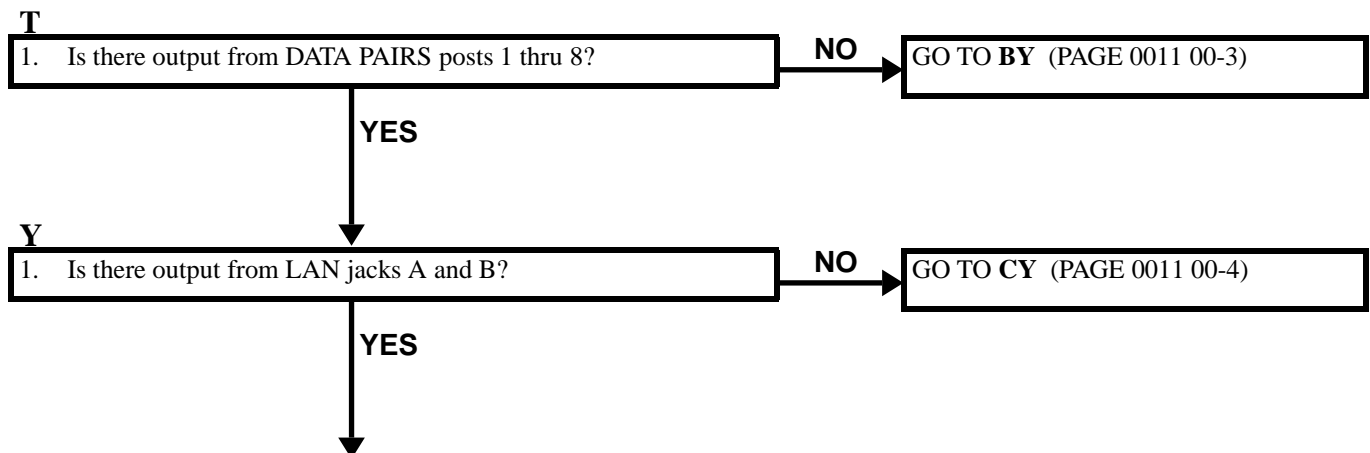 T
1. Is there output from DATA PAIRS posts 1 thru 8?
NO
GO TO BY (PAGE 0011 00-3)
YES
Y
1. Is there output from LAN jacks A and B?
NO
GO TO CY (PAGE 0011 00-4)
YES